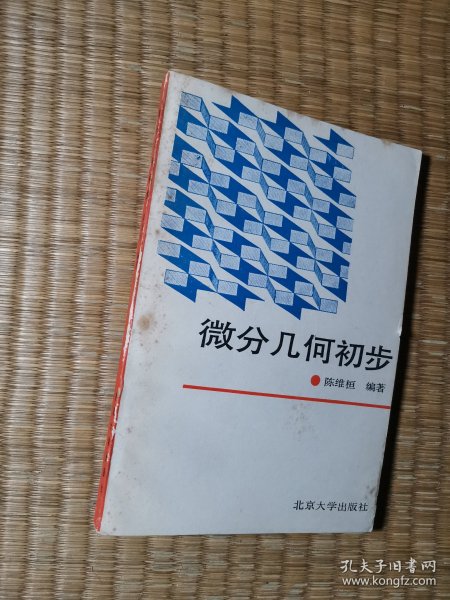 微分几何初步
陈维桓 编著
北京大学出版社
孔夫子旧书网
www.kongfz.com